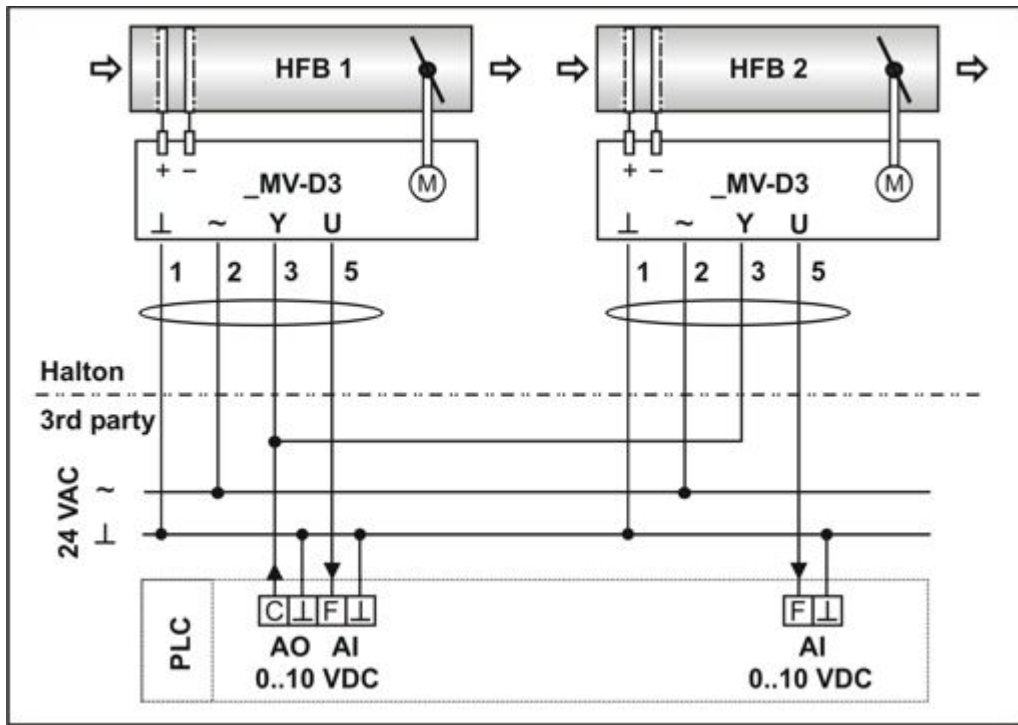 HFB 1 HFB 2
+ − + −
_MV-D3 M _MV-D3 M
⊥ ~ Y U ⊥ ~ Y U
1 2 3 5 1 2 3 5
Halton
3rd party
24 VAC
~
⊥
PLC
C ⊥ F ⊥ F ⊥
AO AI AI
0..10 VDC 0..10 VDC